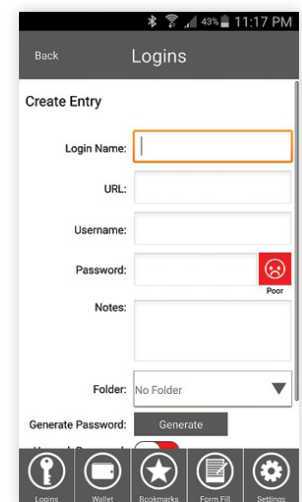 43% 11:17 PM
Back Logins
Create Entry
Login Name:
URL:
Username:
Password:
Poor
Notes:
Folder: No Folder
Generate Password: Generate
Logins Wallet Bookmarks Form Fill Settings